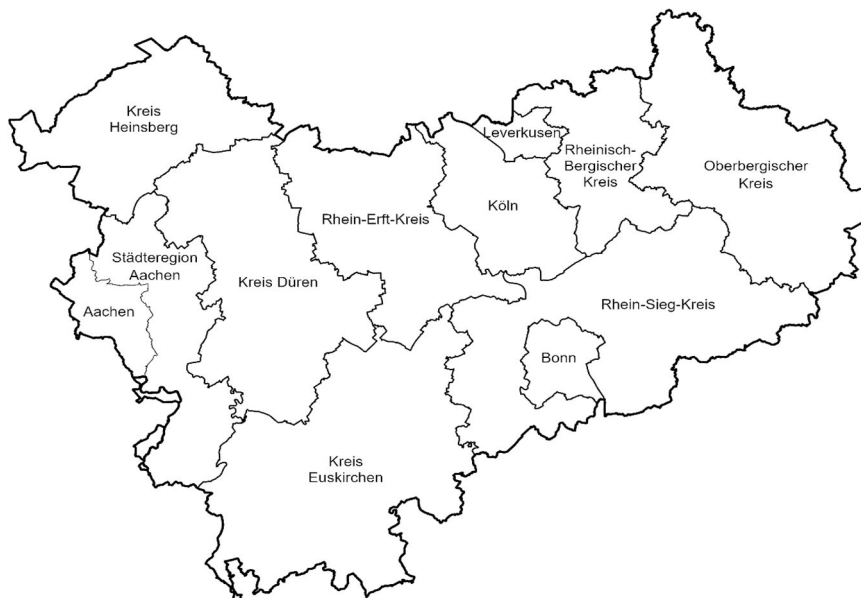 Kreis
Heinsberg
Leverkusen
Rheinisch-
Bergischer
Kreis
Oberbergischer
Kreis
Rhein-Erft-Kreis
Köln
Städteregion
Aachen
Kreis Düren
Aachen
Rhein-Sieg-Kreis
Bonn
Kreis
Euskirchen